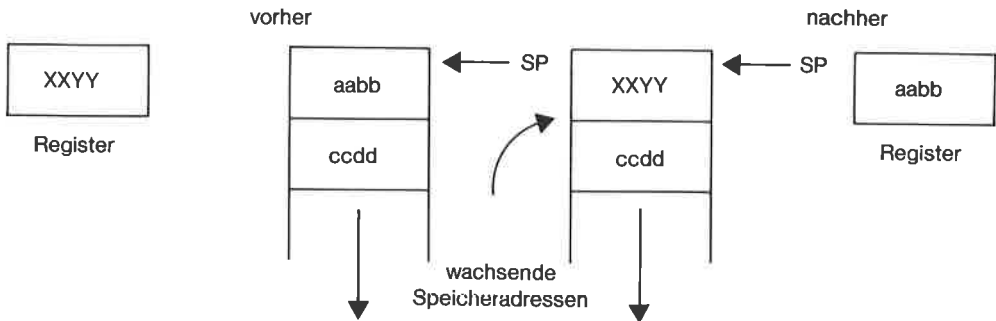 vorher
nachher
XXYY
aabb
SP
XXYY
SP
aabb
Register
ccdd
ccdd
Register
wachsende
Speicheradressen